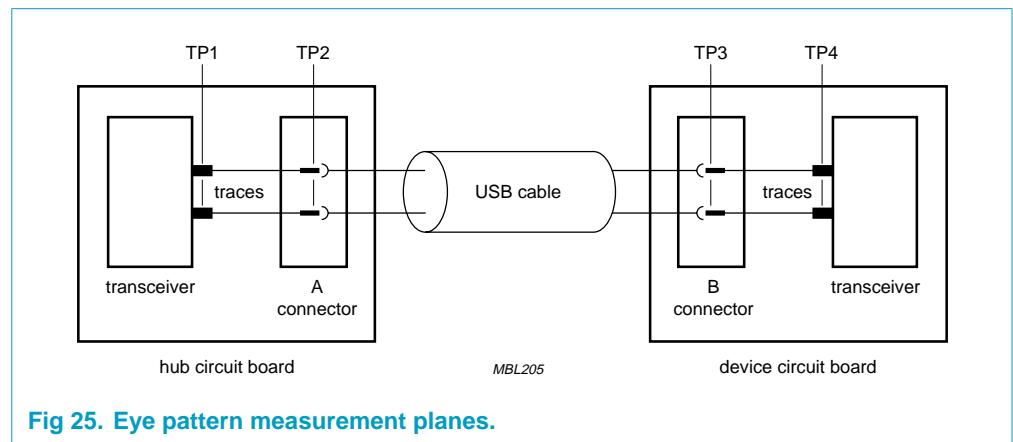 TP1 TP2 TP3 TP4
traces USB cable traces
transceiver A connector B connector transceiver
hub circuit board MBL205 device circuit board
Fig 25. Eye pattern measurement planes.